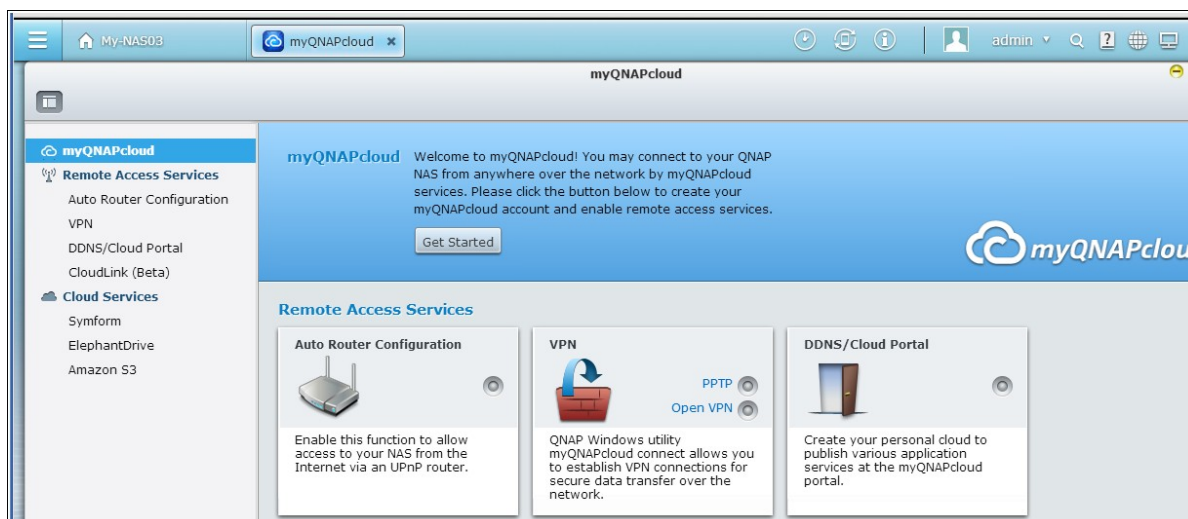 My-NAS03
myQNAPcloud
admin
myQNAPcloud
myQNAPcloud
Remote Access Services
Auto Router Configuration
VPN
DDNS/Cloud Portal
CloudLink (Beta)
Cloud Services
Symform
ElephantDrive
Amazon S3
myQNAPcloud
Welcome to myQNAPcloud! You may connect to your QNAP
NAS from anywhere over the network by myQNAPcloud
services. Please click the button below to create your
myQNAPcloud account and enable remote access services.
Get Started
myQNAPclou
Remote Access Services
Auto Router Configuration
Enable this function to allow
access to your NAS from the
Internet via an UPnP router.
VPN
PPTP
Open VPN
QNAP Windows utility
myQNAPcloud connect allows you
to establish VPN connections for
secure data transfer over the
network.
DDNS/Cloud Portal
Create your personal cloud to
publish various application
services at the myQNAPcloud
portal.